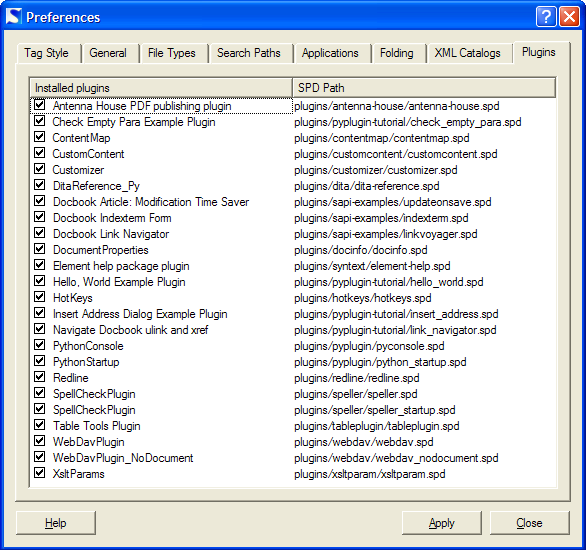 Preferences
Tag Style General File Types Search Paths Applications Folding XML Catalogs Plugins
Installed plugins SPD Path
Antenna House PDF publishing plugin plugins/antenna-house/antenna-house.spd
Check Empty Para Example Plugin plugins/pyplugin-tutorial/check_empty_para.spd
ContentMap plugins/contentmap/contentmap.spd
CustomContent plugins/customcontent/customcontent.spd
Customizer plugins/customizer/customizer.spd
DitaReference_Py plugins/dita/dita-reference.spd
Docbook Article: Modification Time Saver plugins/sapi-examples/updateonsave.spd
Docbook Indexterm Form plugins/sapi-examples/indexterm.spd
Docbook Link Navigator plugins/sapi-examples/linkvoyager.spd
DocumentProperties plugins/docinfo/docinfo.spd
Element help package plugin plugins/syntext/element-help.spd
Hello, World Example Plugin plugins/pyplugin-tutorial/hello_world.spd
HotKeys plugins/hotkeys/hotkeys.spd
Insert Address Dialog Example Plugin plugins/pyplugin-tutorial/insert_address.spd
Navigate Docbook ulink and xref plugins/pyplugin-tutorial/link_navigator.spd
PythonConsole plugins/pyplugin/pyconsole.spd
PythonStartup plugins/pyplugin/python_startup.spd
Redline plugins/redline/redline.spd
SpellCheckPlugin plugins/speller/speller.spd
SpellCheckPlugin plugins/speller/speller_startup.spd
Table Tools Plugin plugins/tableplugin/tableplugin.spd
WebDavPlugin plugins/webdav/webdav.spd
WebDavPlugin_NoDocument plugins/webdav/webdav_nodocument.spd
XsltParams plugins/xsltparam/xsltparam.spd
Help Apply Close